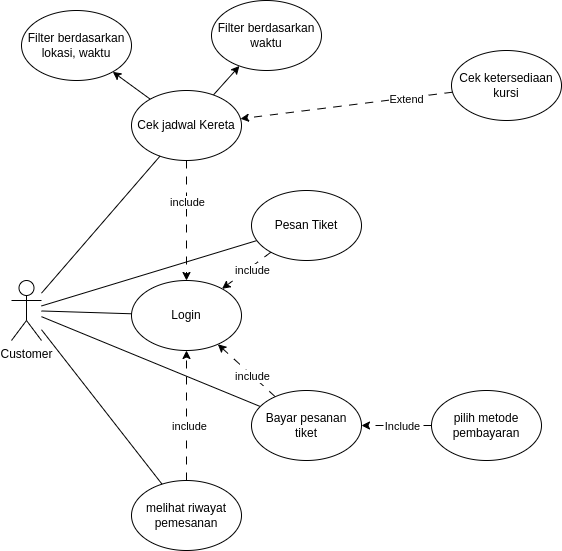 Filter berdasarkan
lokasi, waktu
Filter berdasarkan
waktu
Cek ketersediaan
kursi
Extend
Cek jadwal Kereta
include
Pesan Tiket
include
Login
Customer
include
include
Bayar pesanan
tiket
Include
pilih metode
pembayaran
melihat riwayat
pemesanan